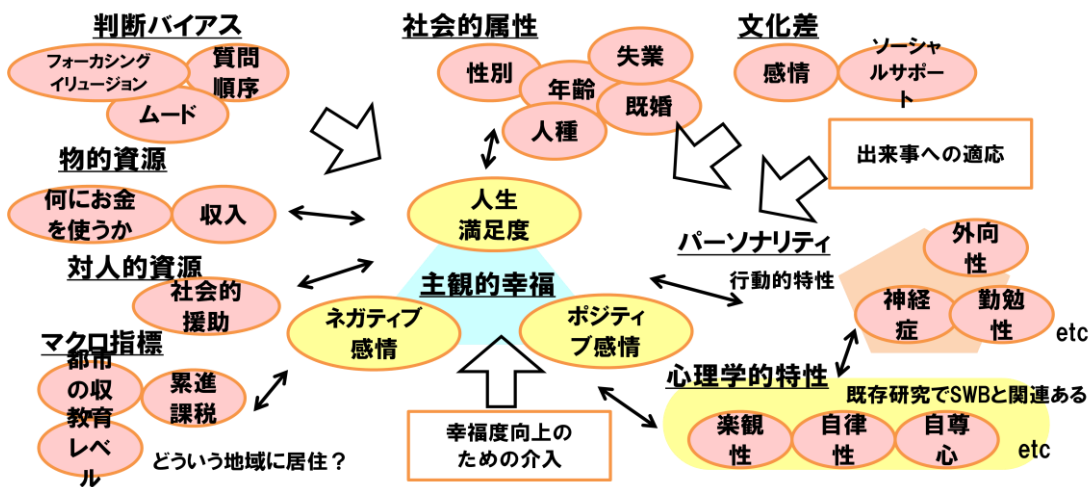 判断バイアス
フォーカシング
イリュージョン
質問
順序
ムード
社会的属性
性別
年齢
失業
既婚
人種
文化差
感情
ソーシャ
ルサポー
ト
出来事への適応
物的資源
何にお金
を使うか
収入
人生
満足度
対人的資源
社会的
援助
主観的幸福
ネガティブ
感情
ポジティ
ブ感情
パーソナリティ
行動的特性
外向
性
神経
症
勤勉
性
etc
マクロ指標
都市
の収
累進
課税
教育
レベ
ル
どういう地域に居住？
幸福度向上の
ための介入
心理学的特性
既存研究でSWBと関連ある
楽観
性
自律
性
自尊
心
etc